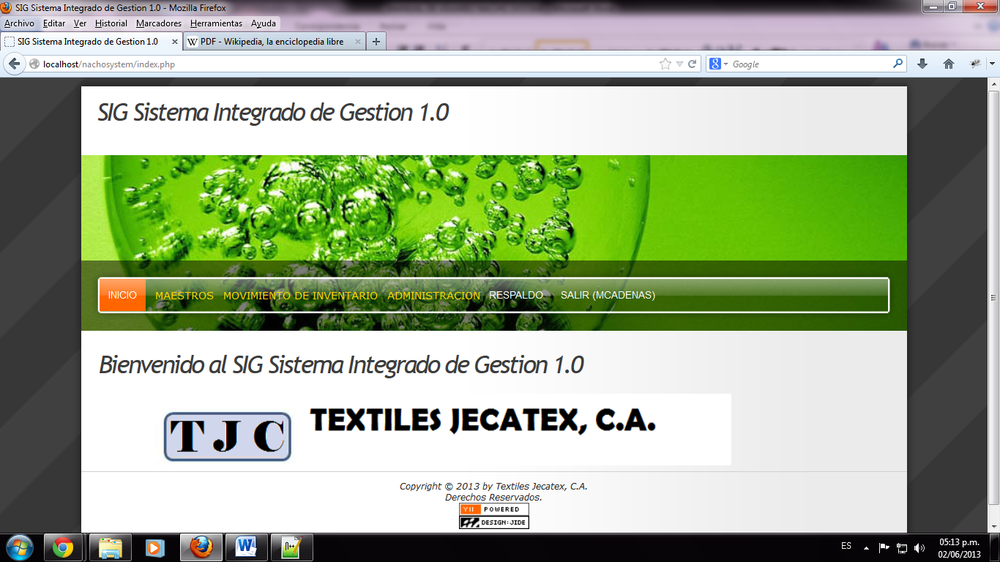 SIG Sistema Integrado de Gestion 1.0 - Mozilla Firefox
Archivo Editar Ver Historial Marcadores Herramientas Ayuda
SIG Sistema Integrado de Gestion 1.0 W PDF - Wikipedia, la enciclopedia libre
localhost/nachosystem/index.php Google
SIG Sistema Integrado de Gestion 1.0
INICIO MAESTROS MOVIMIENTO DE INVENTARIO ADMINISTRACION RESPALDO SALIR (MCADENAS)
Bienvenido al SIG Sistema Integrado de Gestion 1.0
T J C TEXTILES JECATEX, C.A.
Copyright © 2013 by Textiles Jecatex, C.A.
Derechos Reservados.
YII POWERED
DESIGN:JIDE
ES 05:13 p.m.
02/06/2013